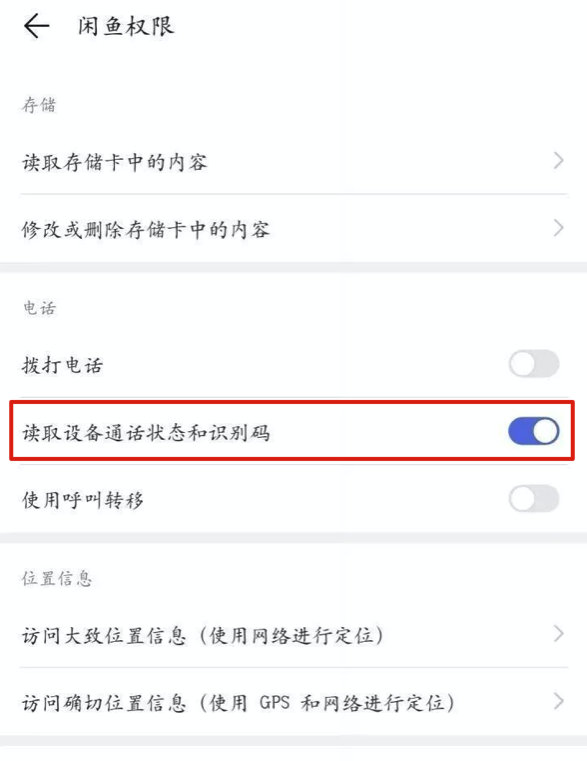 闲鱼权限
存储
读取存储卡中的内容
修改或删除存储卡中的内容
电话
拨打电话
读取设备通话状态和识别码
使用呼叫转移
位置信息
访问大致位置信息（使用网络进行定位）
访问确切位置信息（使用 GPS 和网络进行定位）